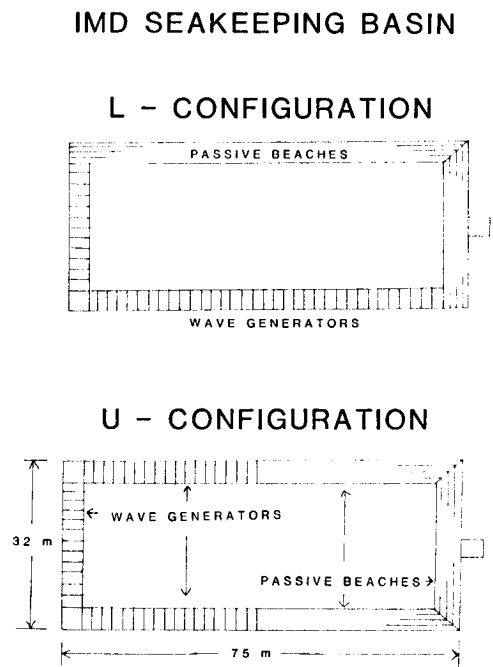 IMD SEAKEEPING BASIN
L - CONFIGURATION
PASSIVE BEACHES
WAVE GENERATORS
U - CONFIGURATION
WAVE GENERATORS
32 m
PASSIVE BEACHES
75 m